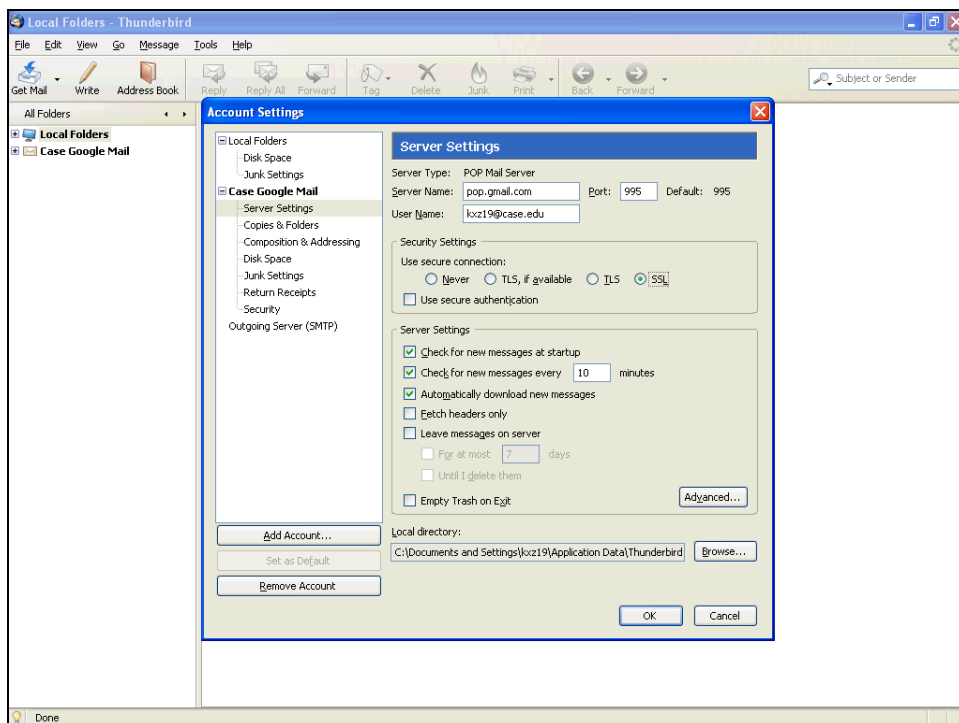 Local Folders - Thunderbird
File Edit View Go Message Tools Help
Get Mail Write Address Book Reply Reply All Forward Tag Delete Junk Print Back Forward Subject or Sender
All Folders
Local Folders
Case Google Mail
Account Settings
Local Folders
Disk Space
Junk Settings
Case Google Mail
Server Settings
Copies & Folders
Composition & Addressing
Disk Space
Junk Settings
Return Receipts
Security
Outgoing Server (SMTP)
Add Account...
Set as Default
Remove Account
Server Settings
Server Type: POP Mail Server
Server Name: pop.gmail.com Port: 995 Default: 995
User Name: kxz19@case.edu
Security Settings
Use secure connection:
Never TLS, if available TLS SSL
Use secure authentication
Server Settings
Check for new messages at startup
Check for new messages every 10 minutes
Automatically download new messages
Fetch headers only
Leave messages on server
For at most 7 days
Until I delete them
Empty Trash on Exit
Advanced...
Local directory:
C:\Documents and Settings\kxz19\Application Data\Thunderbird Browse...
OK Cancel
Done